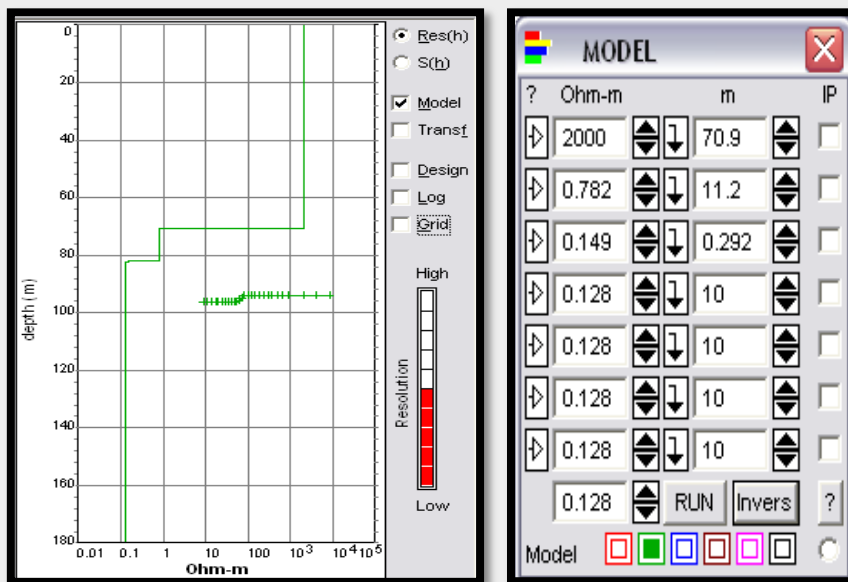 0
20
40
60
80
100
120
140
160
180
depth (m)
0.01 0.1 1 10 100 10³ 10⁴ 10⁵
Ohm-m
Res(h)
S(h)
Model
Transf
Design
Log
Grid
High
Resolution
Low
MODEL
? Ohm-m m IP
2000 70.9
0.782 11.2
0.149 0.292
0.128 10
0.128 10
0.128 10
0.128 10
0.128 RUN Invers ?
Model